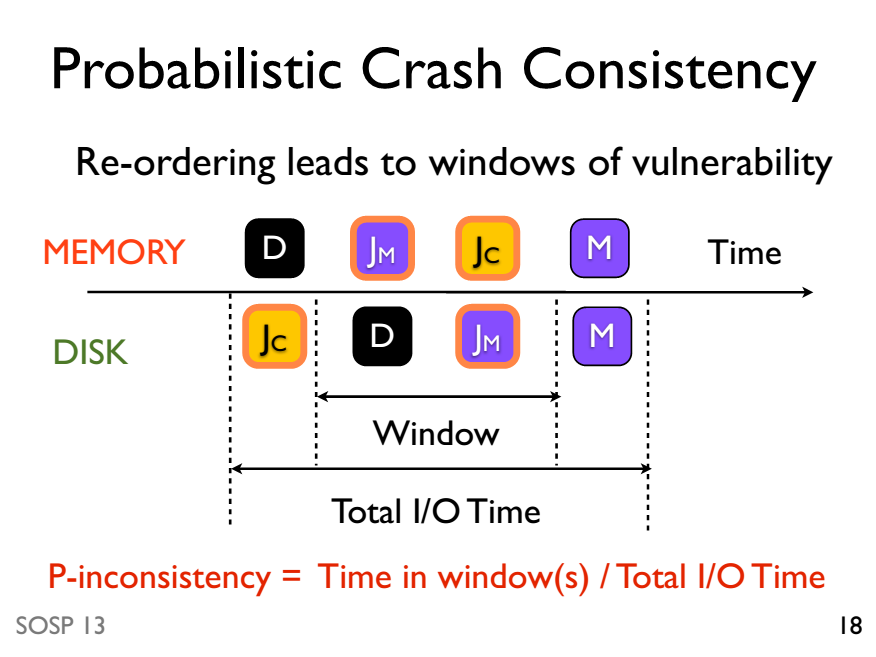 Probabilistic Crash Consistency
Re-ordering leads to windows of vulnerability
MEMORY D JM JC M Time
DISK JC D JM M
Window
Total I/O Time
P-inconsistency = Time in window(s) / Total I/O Time
SOSP 13 18